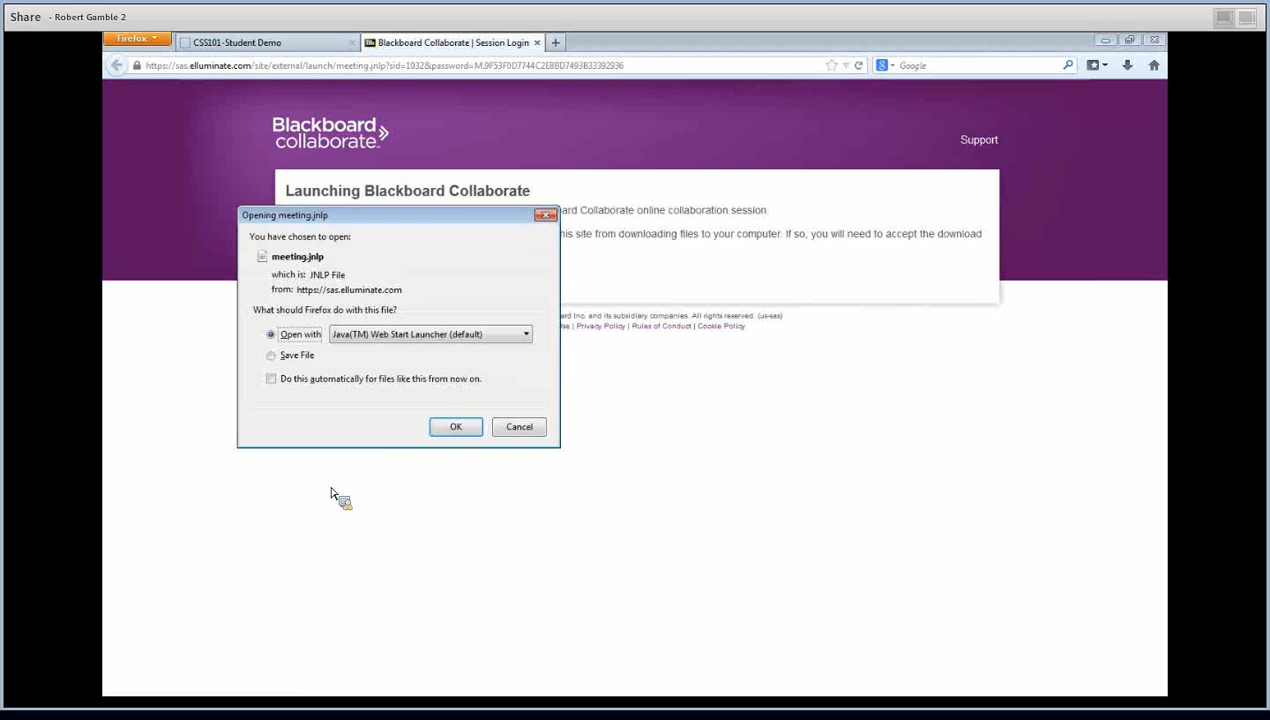 Share - Robert Gamble 2
Firefox
CSS101-Student Demo
Bb Blackboard Collaborate | Session Login
https://sas.elluminate.com/site/external/launch/meeting.jnlp?sid=1032&password=M.9F53F0D7744C2EBBD7493B33392936
Google
Blackboard
collaborate
Support
Launching Blackboard Collaborate
ard Collaborate online collaboration session.
his site from downloading files to your computer. If so, you will need to accept the download
ard Inc. and its subsidiary companies. All rights reserved. (us-sas)
Use | Privacy Policy | Rules of Conduct | Cookie Policy
Opening meeting.jnlp
You have chosen to open:
meeting.jnlp
which is: JNLP File
from: https://sas.elluminate.com
What should Firefox do with this file?
Open with Java(TM) Web Start Launcher (default)
Save File
Do this automatically for files like this from now on.
OK Cancel